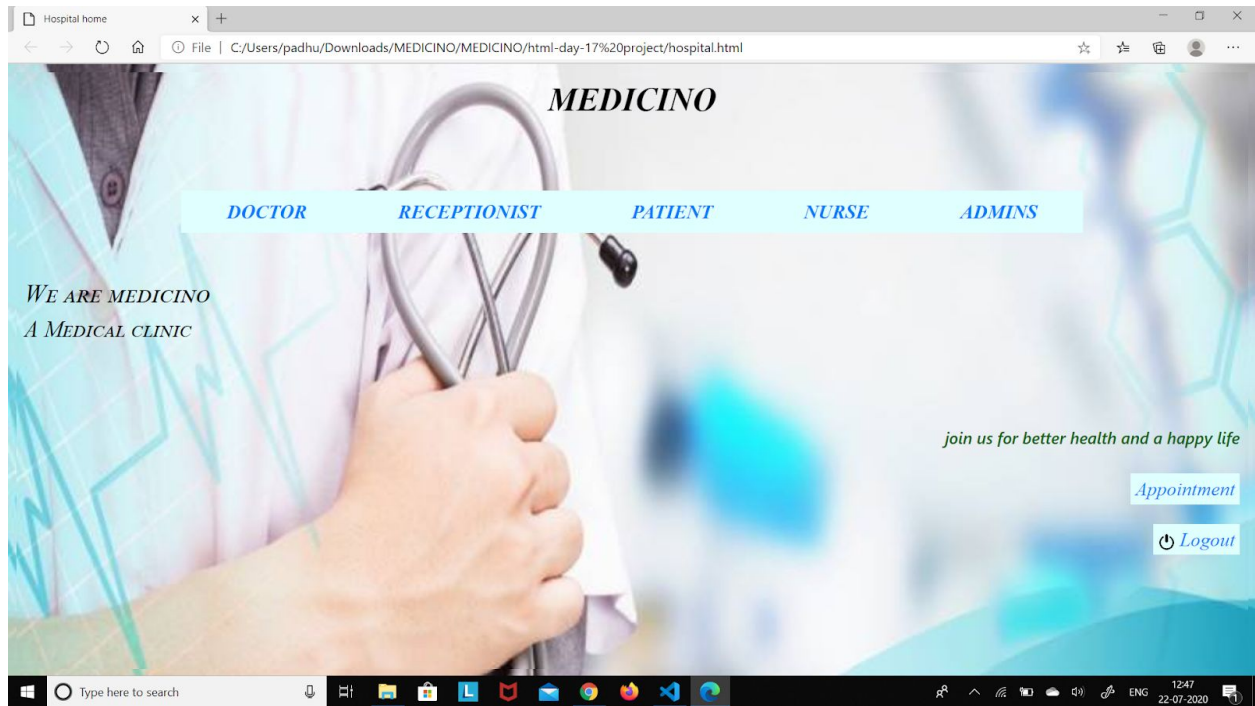 Hospital home
File | C:/Users/padhu/Downloads/MEDICINO/MEDICINO/html-day-17%20project/hospital.html
MEDICINO
DOCTOR RECEPTIONIST PATIENT NURSE ADMINS
WE ARE MEDICINO
A MEDICAL CLINIC
join us for better health and a happy life
Appointment
Logout
Type here to search
L
ENG
12:47
22-07-2020
1